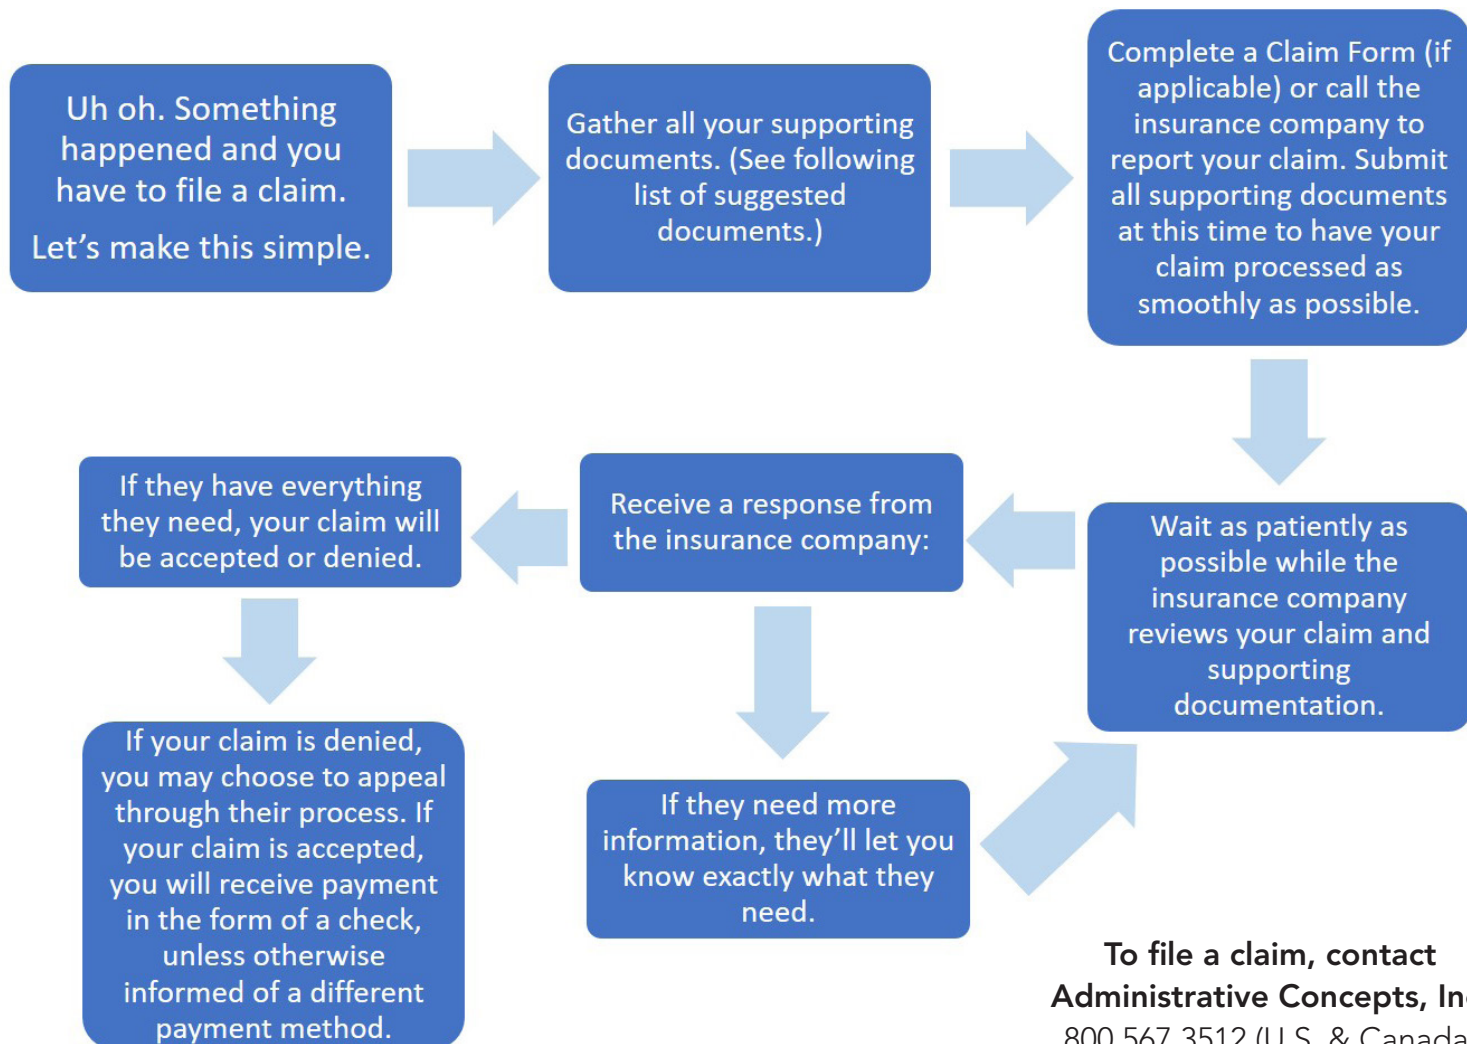 Uh oh. Something
happened and you
have to file a claim.
Let's make this simple.
Gather all your supporting
documents. (See following
list of suggested
documents.)
Complete a Claim Form (if
applicable) or call the
insurance company to
report your claim. Submit
all supporting documents
at this time to have your
claim processed as
smoothly as possible.
Wait as patiently as
possible while the
insurance company
reviews your claim and
supporting
documentation.
Receive a response from
the insurance company:
If they have everything
they need, your claim will
be accepted or denied.
If your claim is denied,
you may choose to appeal
through their process. If
your claim is accepted,
you will receive payment
in the form of a check,
unless otherwise
informed of a different
payment method.
If they need more
information, they'll let you
know exactly what they
need.
To file a claim, contact
Administrative Concepts, Inc
800.567.3512 (U.S. & Canada